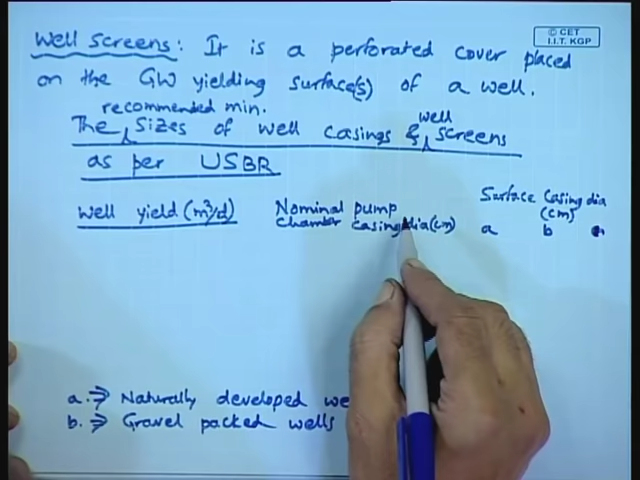 © CET
I.I.T. KGP
Well Screens: It is a perforated cover placed
on the GW yielding surface(s) of a well.
The recommended min. sizes of well casings & well screens
as per USBR
Well yield (m³/d) Nominal pump chamber casing dia (cm) Surface Casing dia (cm)
a b
a. ⇒ Naturally developed we
b. ⇒ Gravel packed wells